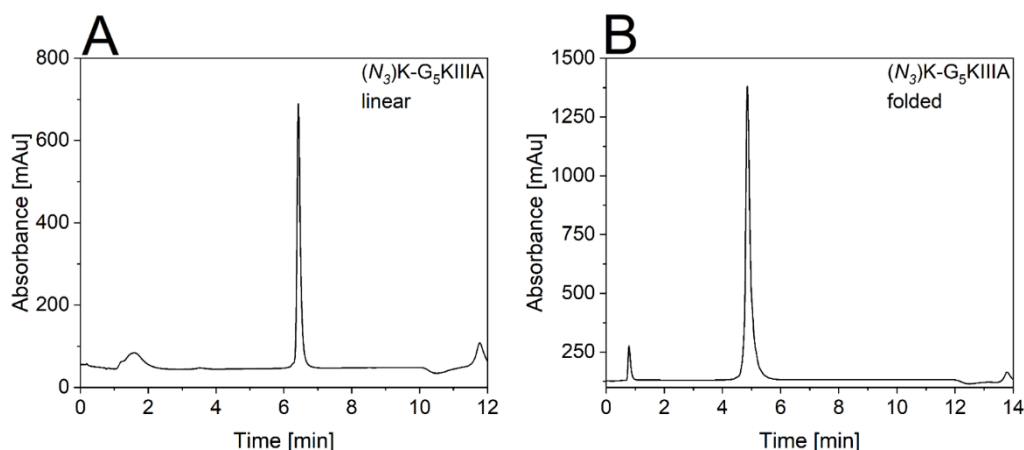 A
(N₃)K-G₅KIIIA
linear
800
600
400
200
0
Absorbance [mAu]
0 2 4 6 8 10 12
Time [min]
B
(N₃)K-G₅KIIIA
folded
1500
1250
1000
750
500
250
Absorbance [mAu]
0 2 4 6 8 10 12 14
Time [min]